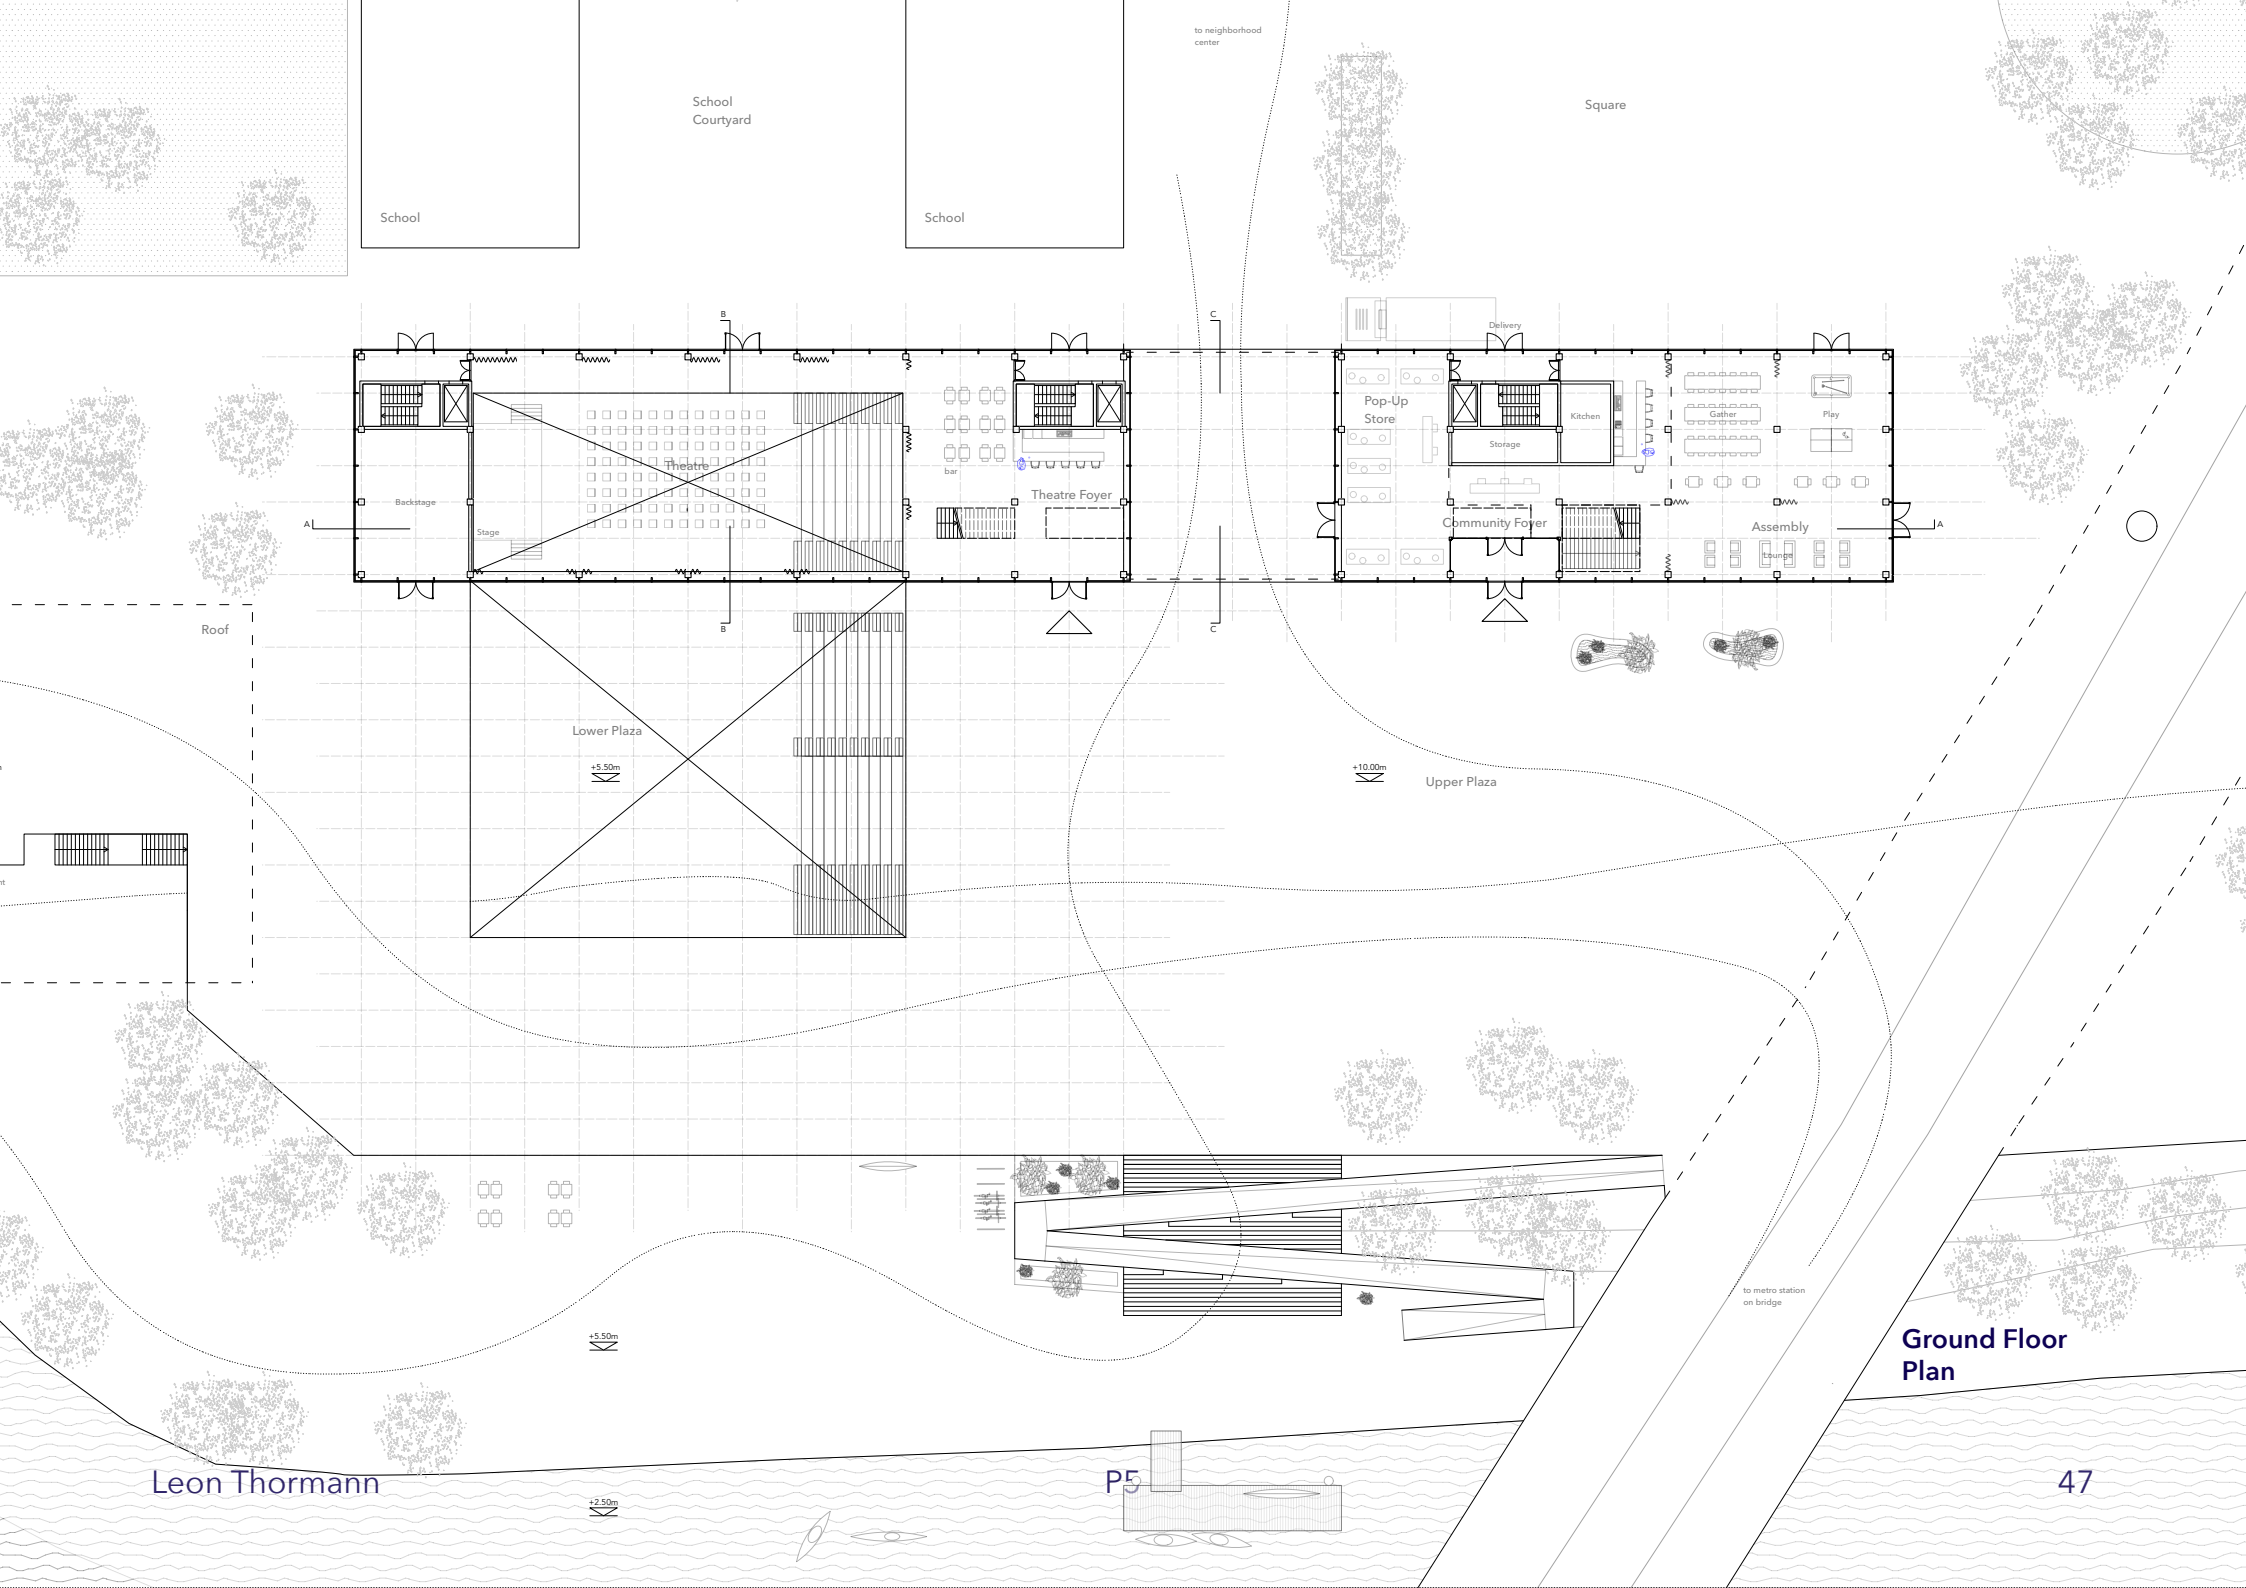 to neighborhood
center
School
Courtyard
Square
School
School
B
C
Delivery
Pop-Up
Store
Kitchen
Gather
Play
Storage
Theatre
bar
Theatre Foyer
Backstage
Stage
A
Community Foyer
Assembly
Lounge
A
B
C
Roof
Lower Plaza
+5.50m
+10.00m
Upper Plaza
to metro station
on bridge
+5.50m
Ground Floor
Plan
Leon Thormann
P5
47
+2.50m